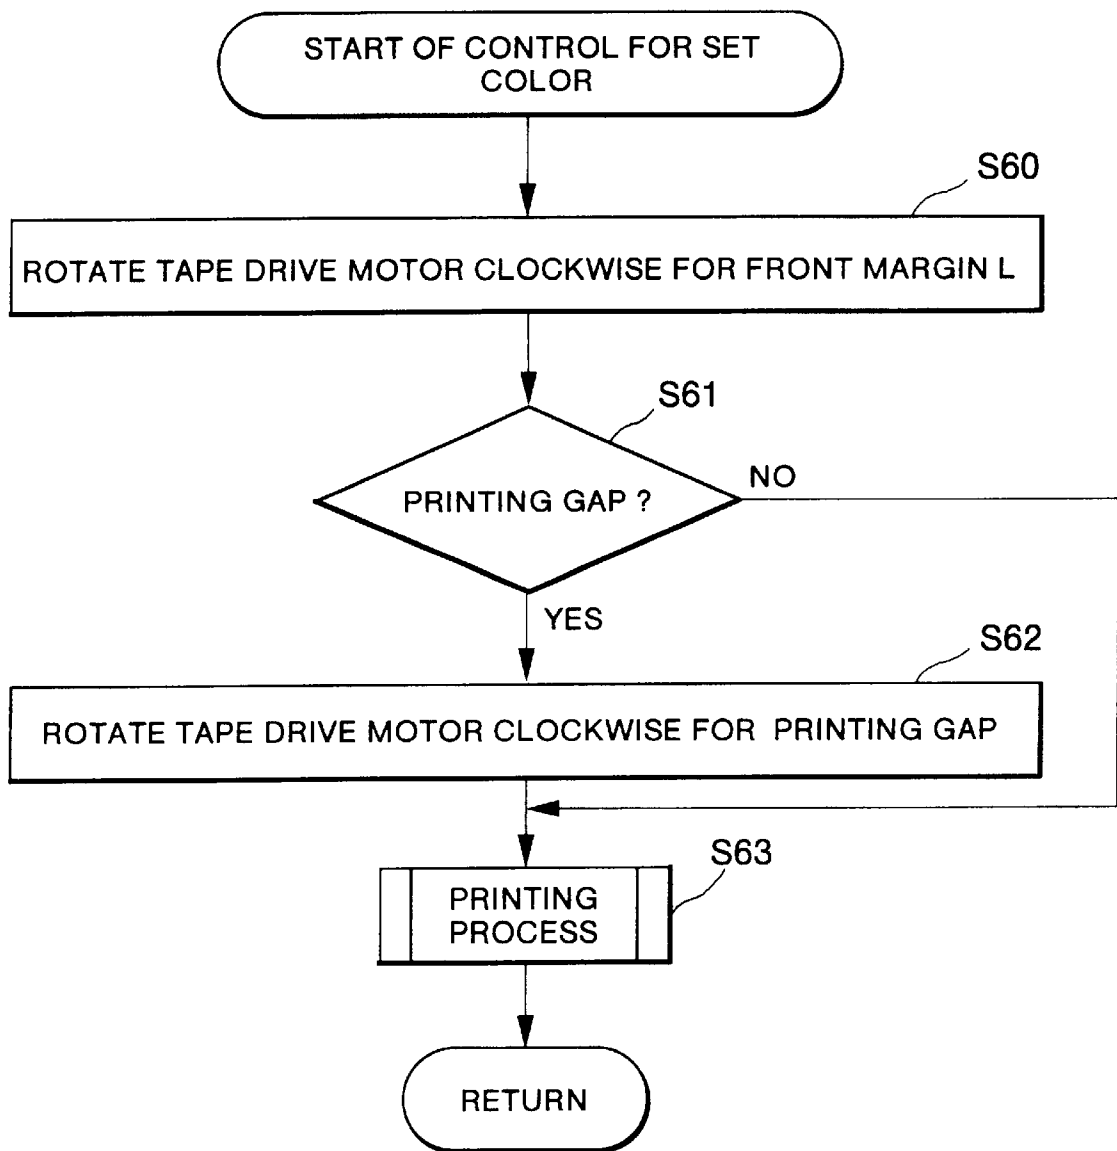 START OF CONTROL FOR SET
COLOR
S60
ROTATE TAPE DRIVE MOTOR CLOCKWISE FOR FRONT MARGIN L
S61
PRINTING GAP ?
NO
YES
S62
ROTATE TAPE DRIVE MOTOR CLOCKWISE FOR PRINTING GAP
S63
PRINTING
PROCESS
RETURN